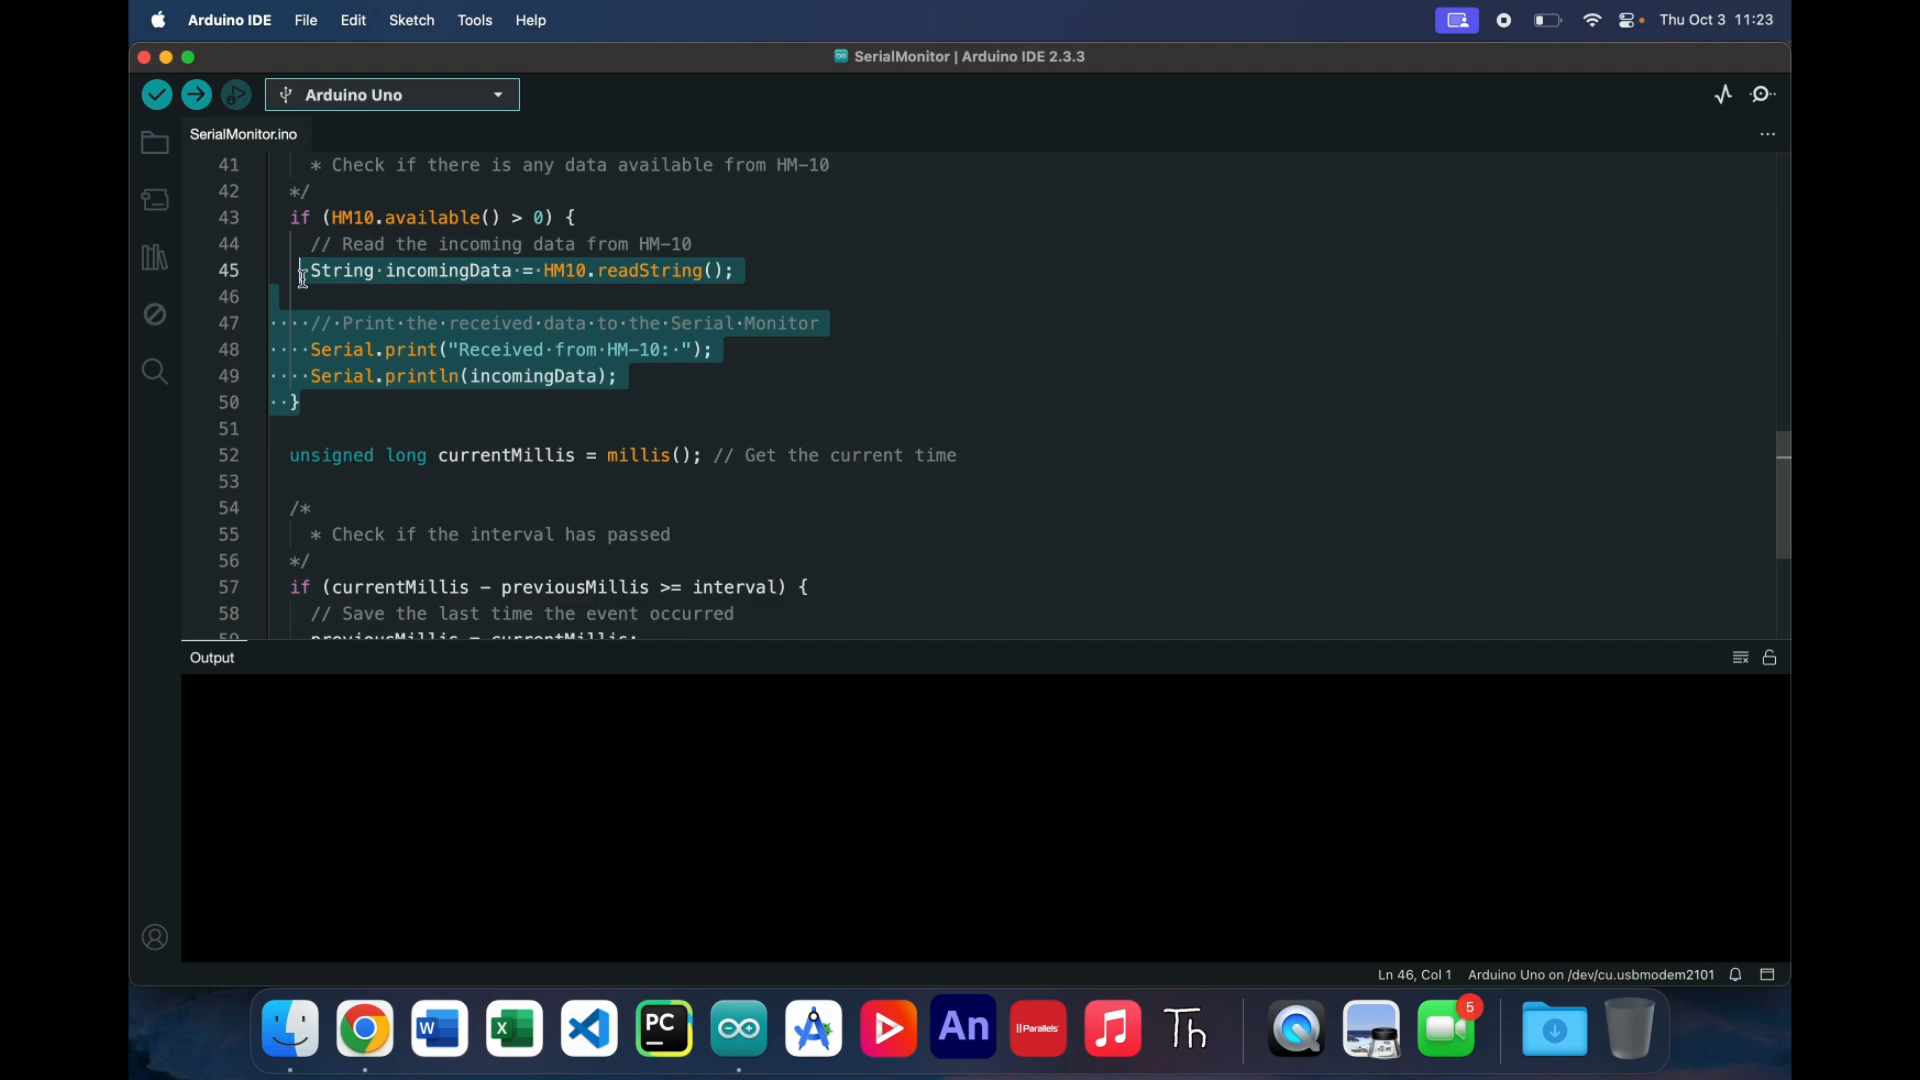 Arduino IDE File Edit Sketch Tools Help Thu Oct 3 11:23
SerialMonitor | Arduino IDE 2.3.3
Arduino Uno
SerialMonitor.ino
41 * Check if there is any data available from HM-10
42 */
43 if (HM10.available() > 0) {
44 // Read the incoming data from HM-10
45 String incomingData = HM10.readString();
46
47 // Print the received data to the Serial Monitor
48 Serial.print("Received from HM-10: ");
49 Serial.println(incomingData);
50 }
51
52 unsigned long currentMillis = millis(); // Get the current time
53
54 /*
55 * Check if the interval has passed
56 */
57 if (currentMillis - previousMillis >= interval) {
58 // Save the last time the event occurred
59 previousMillis = currentMillis;
Output
Ln 46, Col 1 Arduino Uno on /dev/cu.usbmodem2101
W X PC An Parallels Th 5